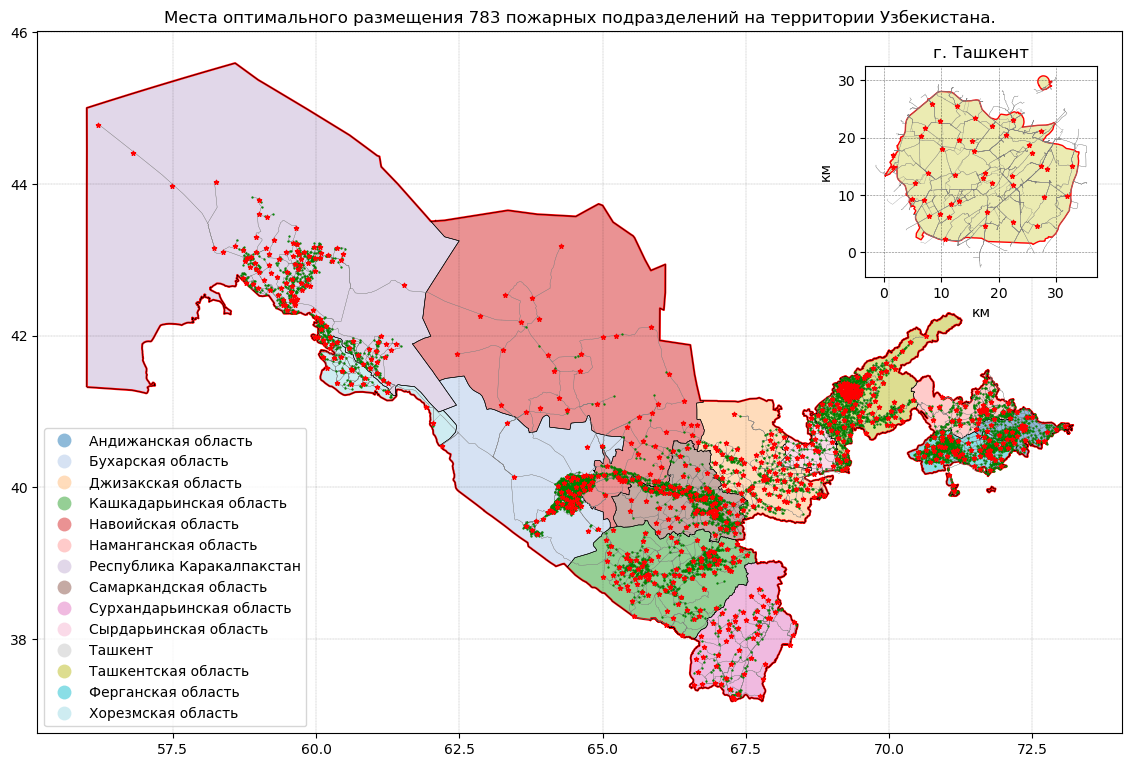 Места оптимального размещения 783 пожарных подразделений на территории Узбекистана.
46
44
42
40
38
57.5
60.0
62.5
65.0
67.5
70.0
72.5
г. Ташкент
30
20
10
0
км
0
10
20
30
км
Андижанская область
Бухарская область
Джизакская область
Кашкадарьинская область
Навоийская область
Наманганская область
Республика Каракалпакстан
Самаркандская область
Сурхандарьинская область
Сырдарьинская область
Ташкент
Ташкентская область
Ферганская область
Хорезмская область